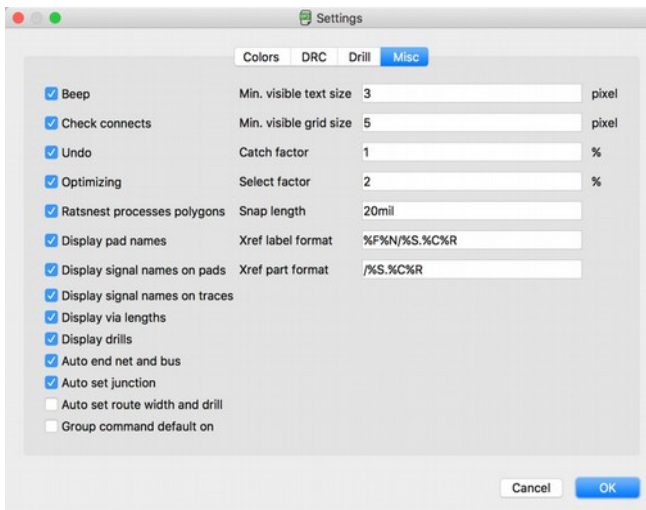 Settings
Colors DRC Drill Misc
Beep Min. visible text size 3 pixel
Check connects Min. visible grid size 5 pixel
Undo Catch factor 1 %
Optimizing Select factor 2 %
Ratsnest processes polygons Snap length 20mil
Display pad names Xref label format %F%N/%S.%C%R
Display signal names on pads Xref part format /%S.%C%R
Display signal names on traces
Display via lengths
Display drills
Auto end net and bus
Auto set junction
Auto set route width and drill
Group command default on
Cancel OK